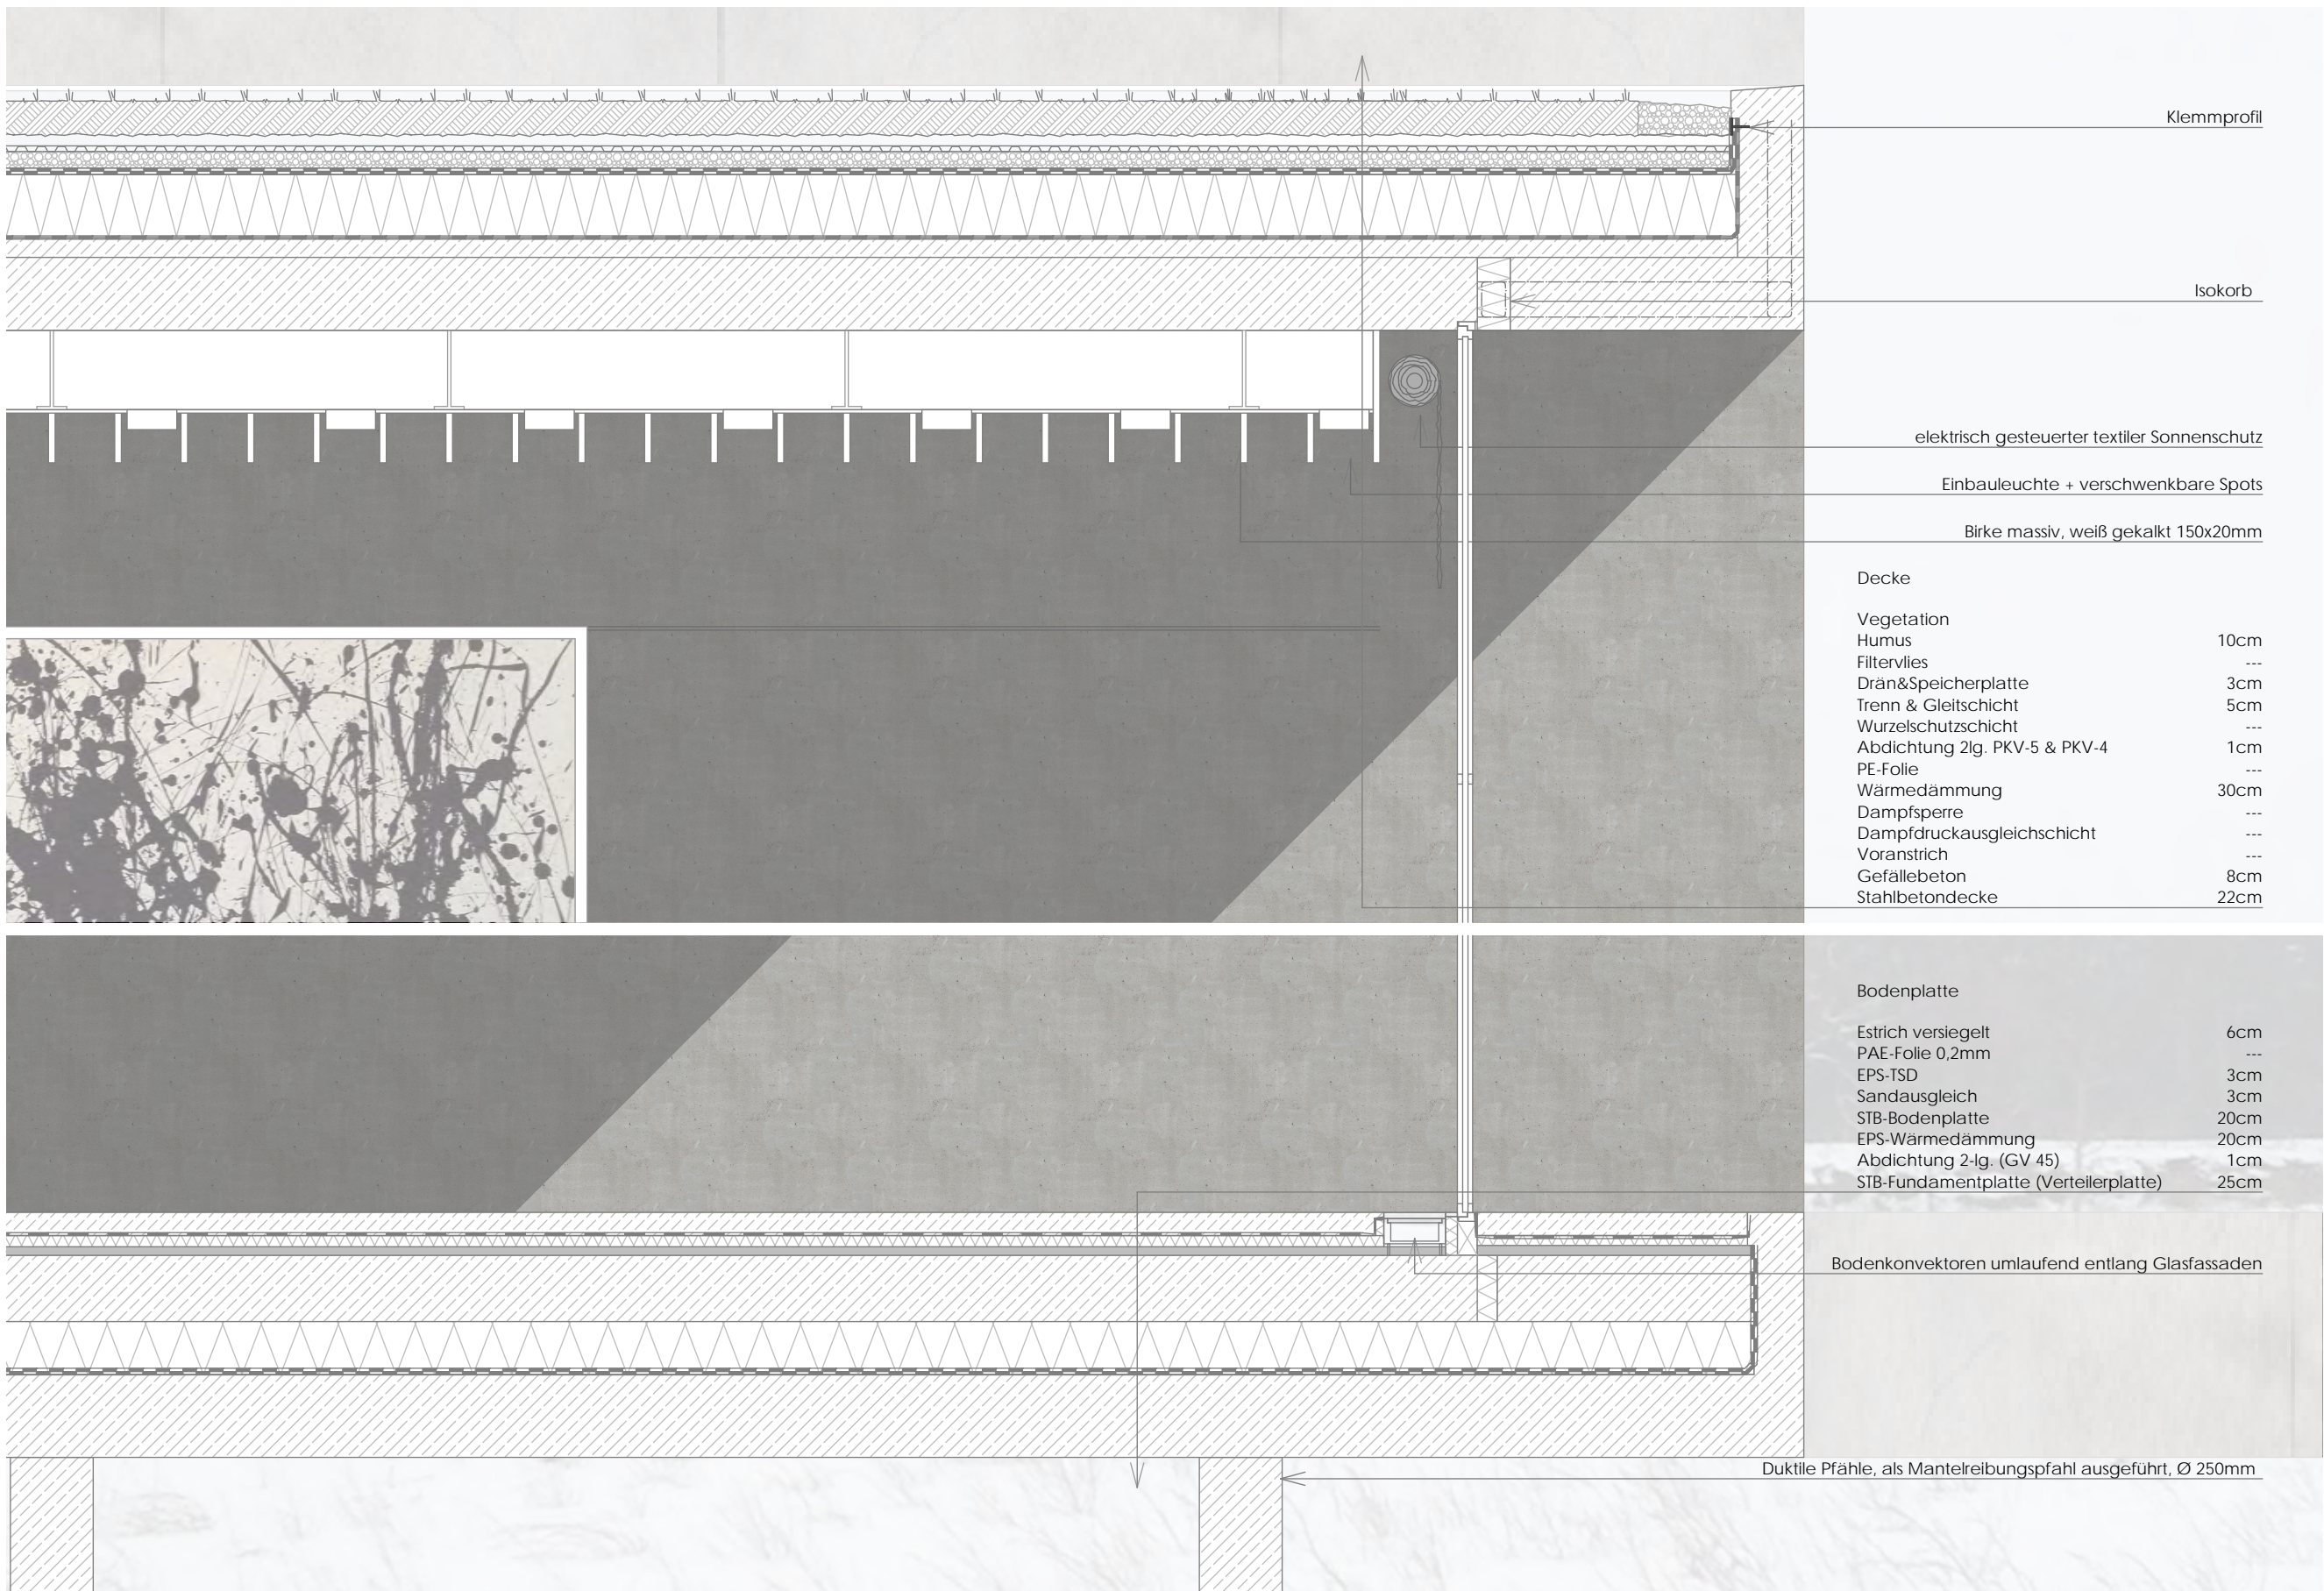 Klemmprofil
Isokorb
elektrisch gesteuerter textiler Sonnenschutz
Einbauleuchte + verschwenkbare Spots
Birke massiv, weiß gekalkt 150x20mm
Decke
Vegetation
Humus 10cm
Filtervlies ---
Drän&Speicherplatte 3cm
Trenn & Gleitschicht 5cm
Wurzelschutzschicht ---
Abdichtung 2lg. PKV-5 & PKV-4 1cm
PE-Folie ---
Wärmedämmung 30cm
Dampfsperre ---
Dampfdruckausgleichschicht ---
Voranstrich ---
Gefällebeton 8cm
Stahlbetondecke 22cm
Bodenplatte
Estrich versiegelt 6cm
PAE-Folie 0,2mm ---
EPS-TSD 3cm
Sandausgleich 3cm
STB-Bodenplatte 20cm
EPS-Wärmedämmung 20cm
Abdichtung 2-lg. (GV 45) 1cm
STB-Fundamentplatte (Verteilerplatte) 25cm
Bodenkonvektoren umlaufend entlang Glasfassaden
Duktile Pfähle, als Mantelreibungspfahl ausgeführt, Ø 250mm